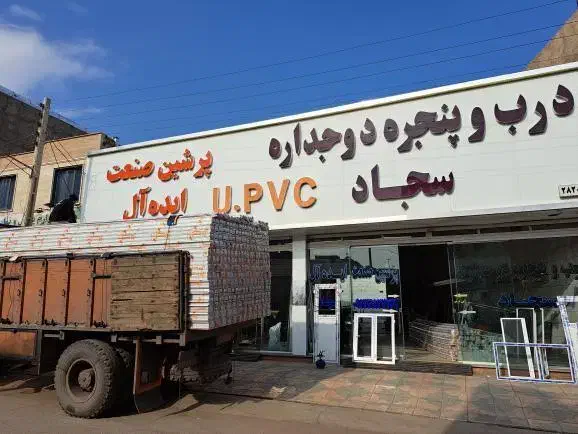 درب و پنجره دوجداره
سجاد
پرشین صنعت
ایده آل
U.PVC